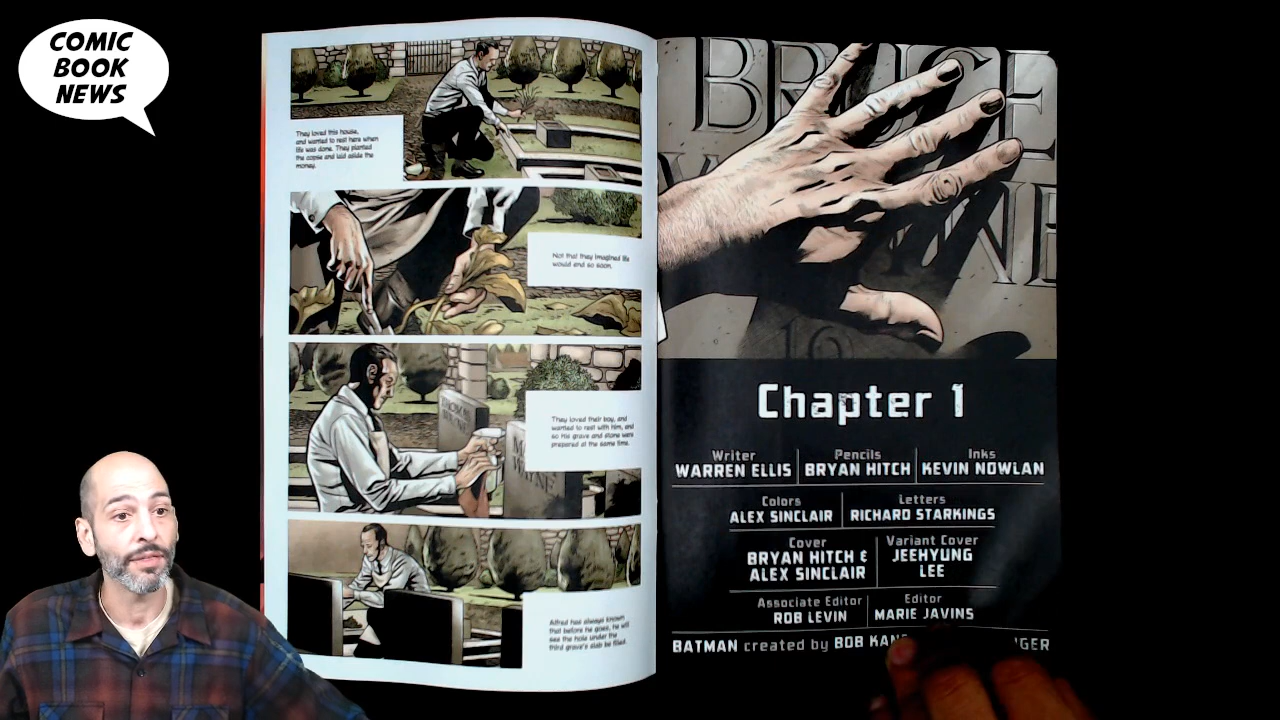 COMIC
BOOK
NEWS
They loved this house,
and wanted to rest here when
life was done. They planted
the copse and laid aside the
money.
Not that they imagined life
would end so soon.
They loved their boy, and
wanted to rest with him, and
so his grave and stone were
prepared at the same time.
THOMAS
WAYNE
WAYNE
Alfred has always known
that before he goes, he will
see the hole under the
third grave's slab be filled.
BRUCE
WAYNE
Chapter 1
Writer
WARREN ELLIS
Pencils
BRYAN HITCH
Inks
KEVIN NOWLAN
Colors
ALEX SINCLAIR
Letters
RICHARD STARKINGS
Cover
BRYAN HITCH &
ALEX SINCLAIR
Variant Cover
JEEHYUNG
LEE
Associate Editor
ROB LEVIN
Editor
MARIE JAVINS
BATMAN created by BOB